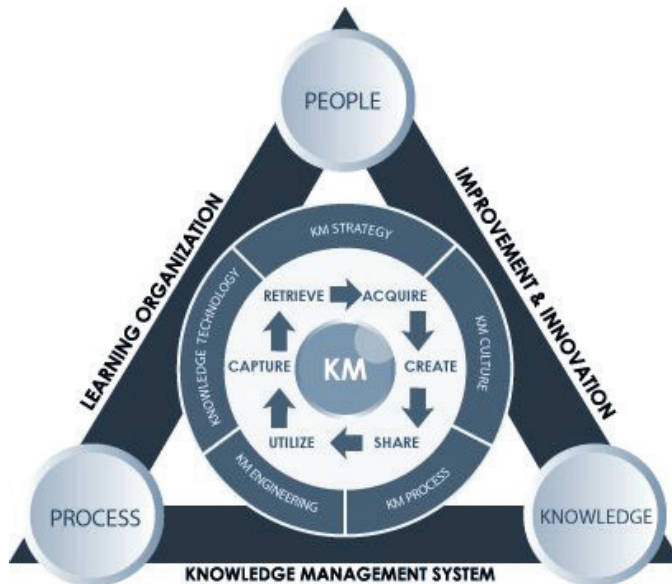 PEOPLE
LEARNING ORGANIZATION
IMPROVEMENT & INNOVATION
KM STRATEGY
KNOWLEDGE TECHNOLOGY
KM CULTURE
RETRIEVE
ACQUIRE
CAPTURE
KM
CREATE
UTILIZE
SHARE
KM ENGINEERING
KM PROCESS
PROCESS
KNOWLEDGE
KNOWLEDGE MANAGEMENT SYSTEM